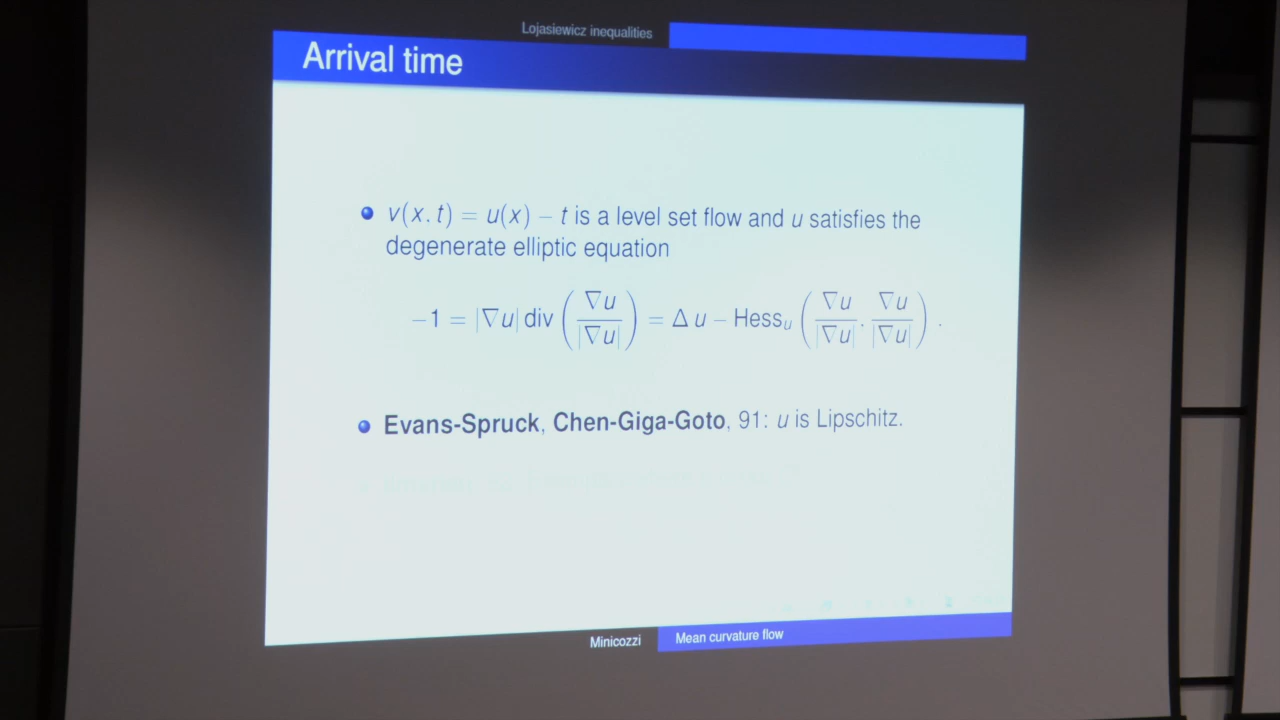 Lojasiewicz inequalities
Arrival time
v(x, t) = u(x) − t is a level set flow and u satisfies the
degenerate elliptic equation
−1 = |∇u| div (∇u/|∇u|) = Δ u − Hess_u (∇u/|∇u|, ∇u/|∇u|) .
Evans-Spruck, Chen-Giga-Goto, 91: u is Lipschitz.
Minicozzi
Mean curvature flow